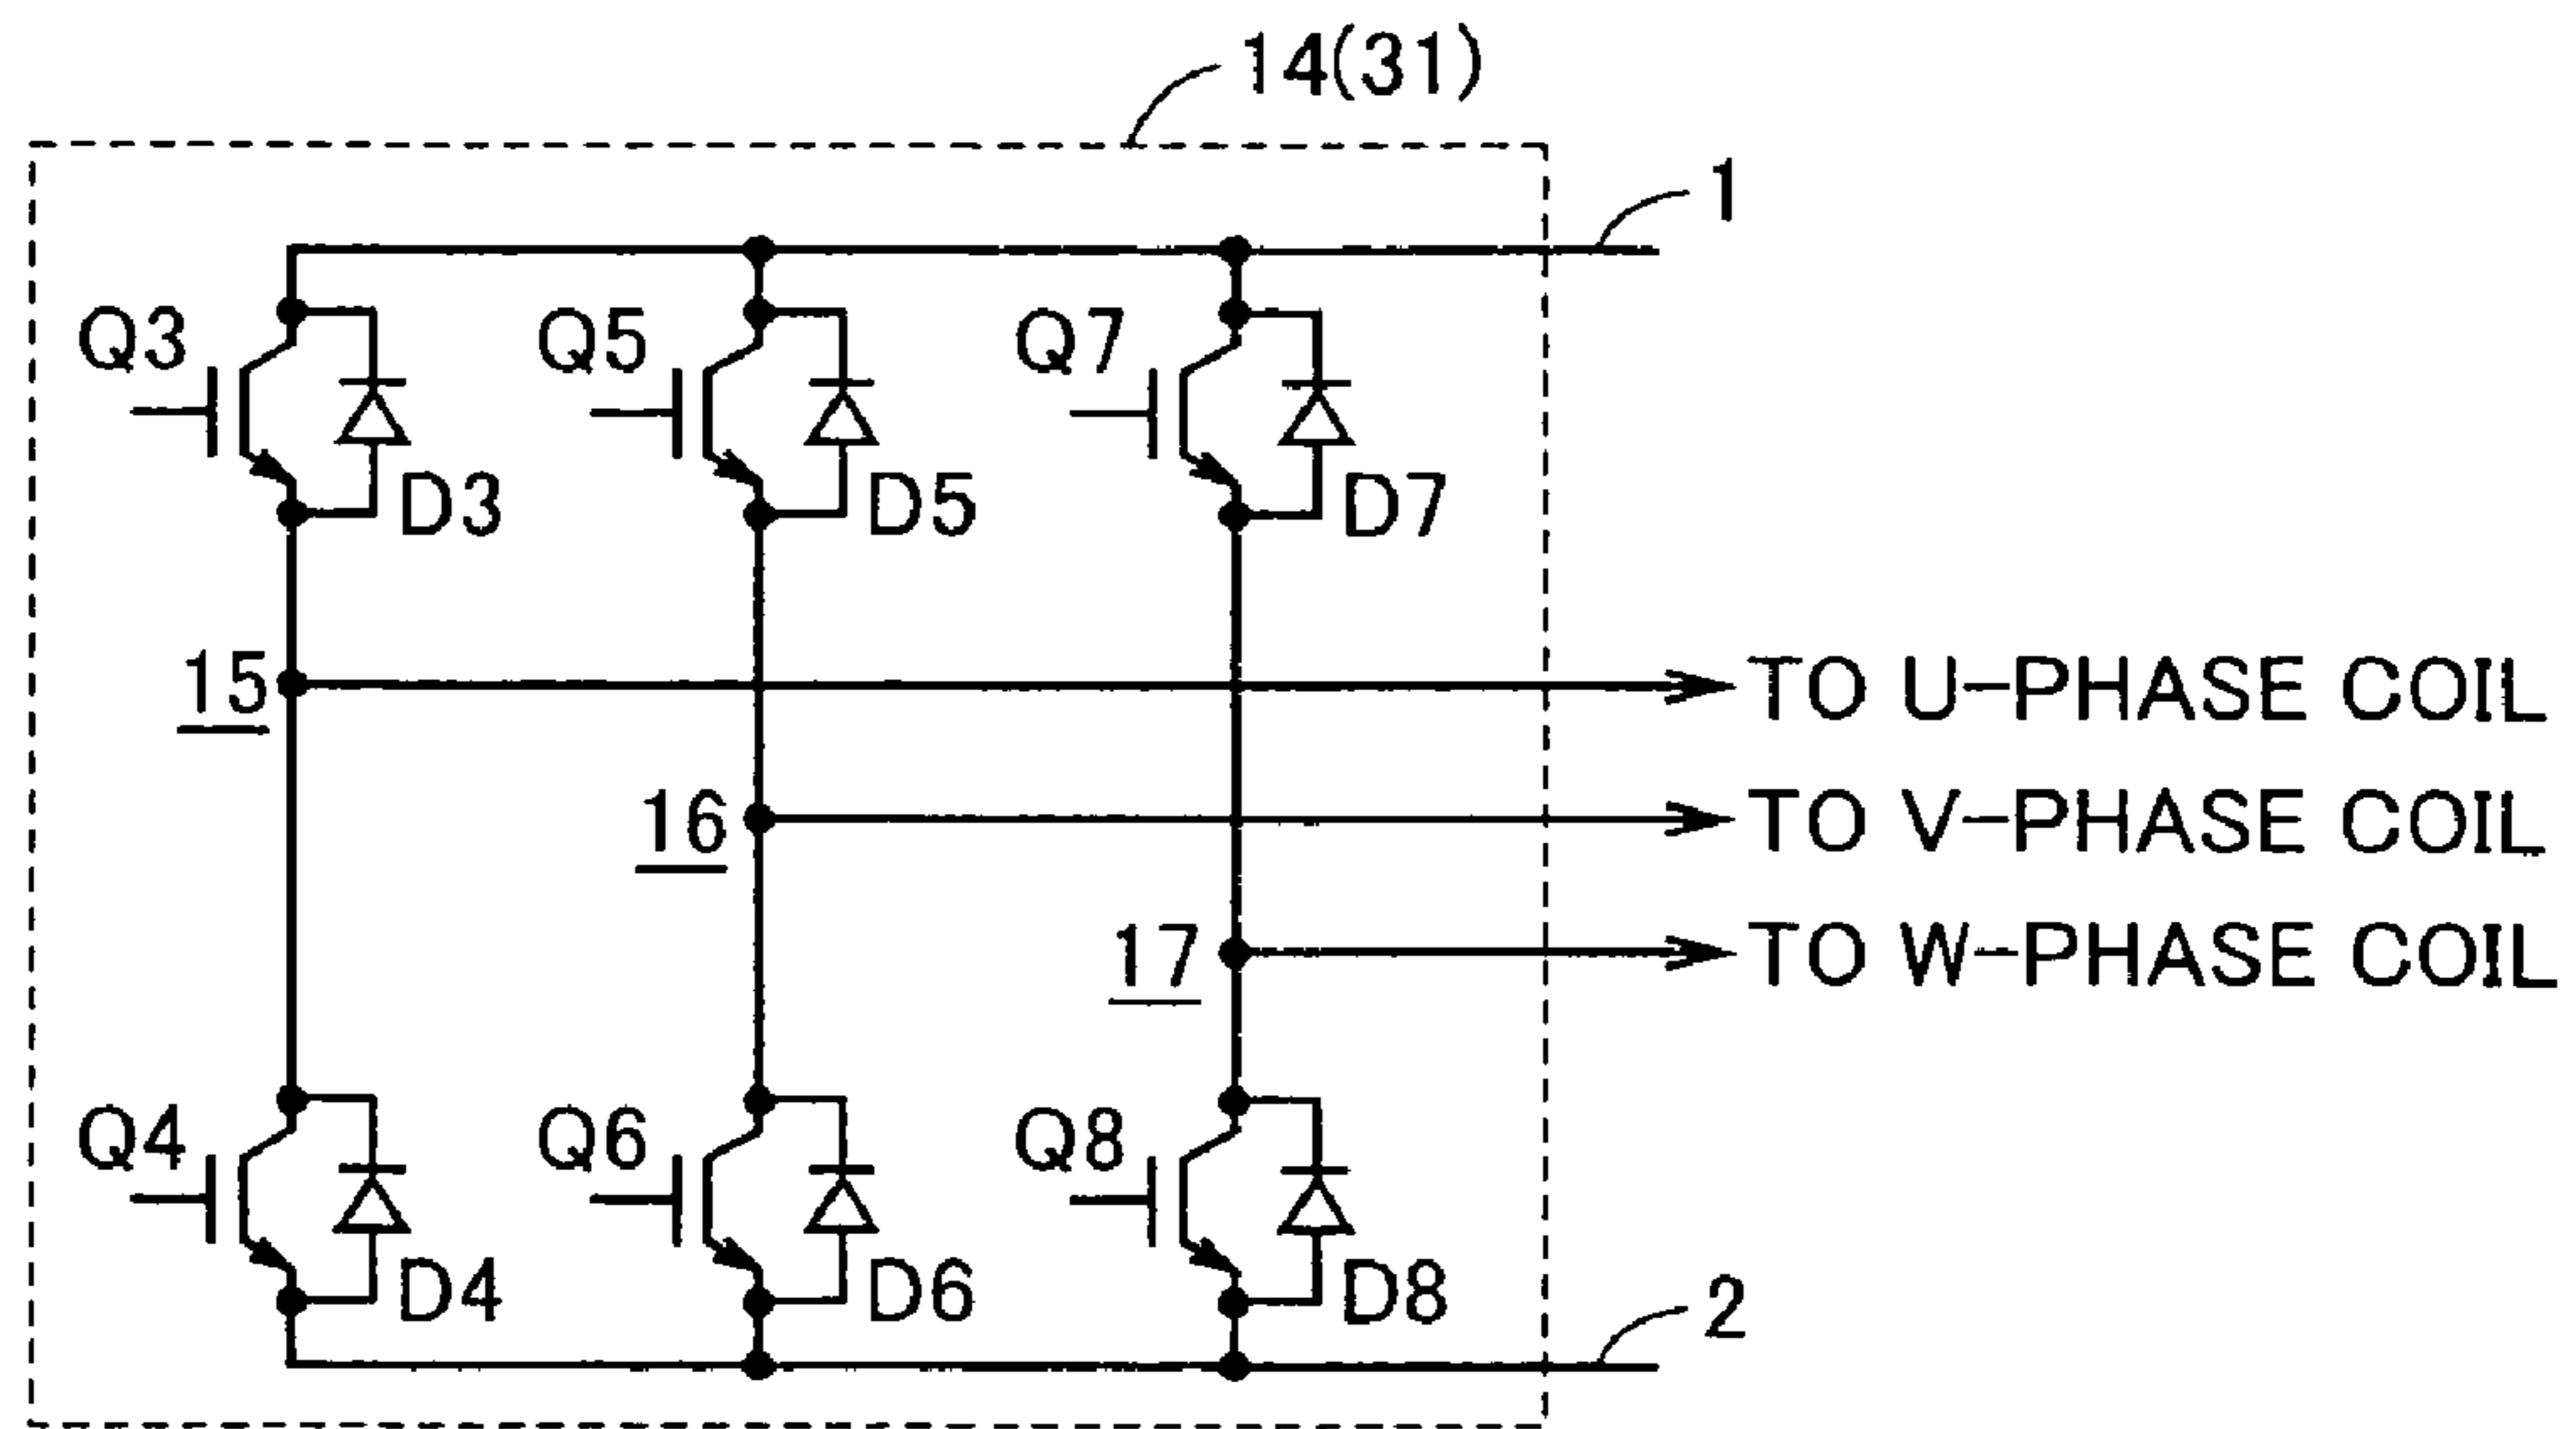 14(31)
1
Q3
Q5
Q7
D3
D5
D7
15
TO U-PHASE COIL
16
TO V-PHASE COIL
17
TO W-PHASE COIL
Q4
Q6
Q8
D4
D6
D8
2